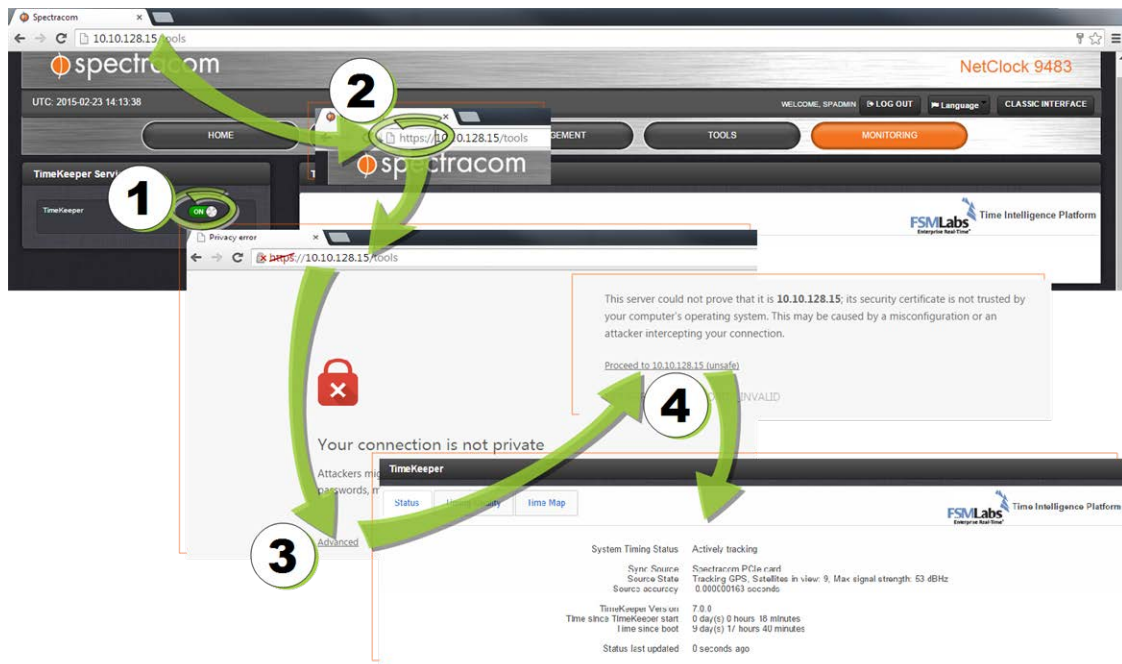 Spectracom
10.10.128.15/tools
spectracom
NetClock 9483
UTC: 2015-02-23 14:13:38
WELCOME, SPADMIN
LOG OUT
Language
CLASSIC INTERFACE
HOME
TOOLS
MONITORING
2
https://10.10.128.15/tools
spectracom
TimeKeeper
1
TimeKeeper
ON
FSMLabs
Enterprise Real-Time
Time Intelligence Platform
Privacy error
https://10.10.128.15/tools
This server could not prove that it is 10.10.128.15; its security certificate is not trusted by
your computer's operating system. This may be caused by a misconfiguration or an
attacker intercepting your connection.
Proceed to 10.10.128.15 (unsafe)
INVALID
4
Your connection is not private
Attackers
passwords,
Advanced
3
TimeKeeper
Status
Time Map
FSMLabs
Enterprise Real-Time
Time Intelligence Platform
System Timing Status Actively tracking
Sync Source Spectracom PCIe card
Source State Tracking GPS, Satellites in view: 9, Max signal strength: 53 dBHz
Source accuracy 0.000000163 seconds
TimeKeeper Version 7.0.0
Time since TimeKeeper start 0 day(s) 0 hours 18 minutes
Time since boot 9 day(s) 17 hours 40 minutes
Status last updated 0 seconds ago